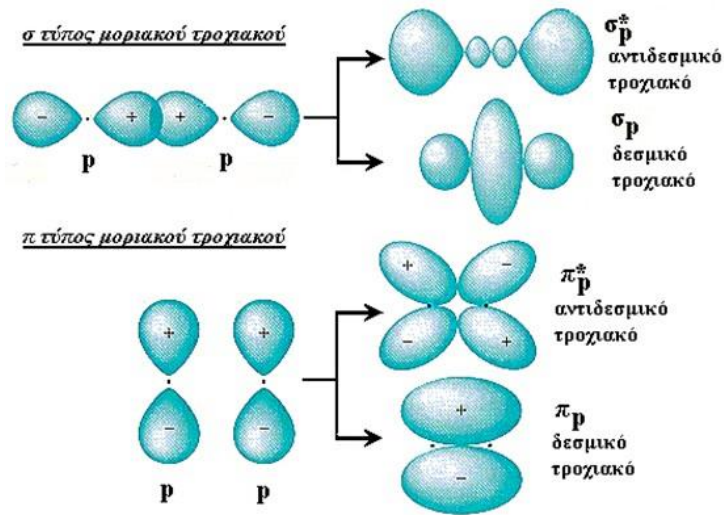 σ τύπος μοριακού τροχιακού
σ*p
αντιδεσμικό
τροχιακό
− + + −
p p
σp
δεσμικό
τροχιακό
π τύπος μοριακού τροχιακού
+ −
− +
π*p
αντιδεσμικό
τροχιακό
+ +
− −
p p
+
−
πp
δεσμικό
τροχιακό